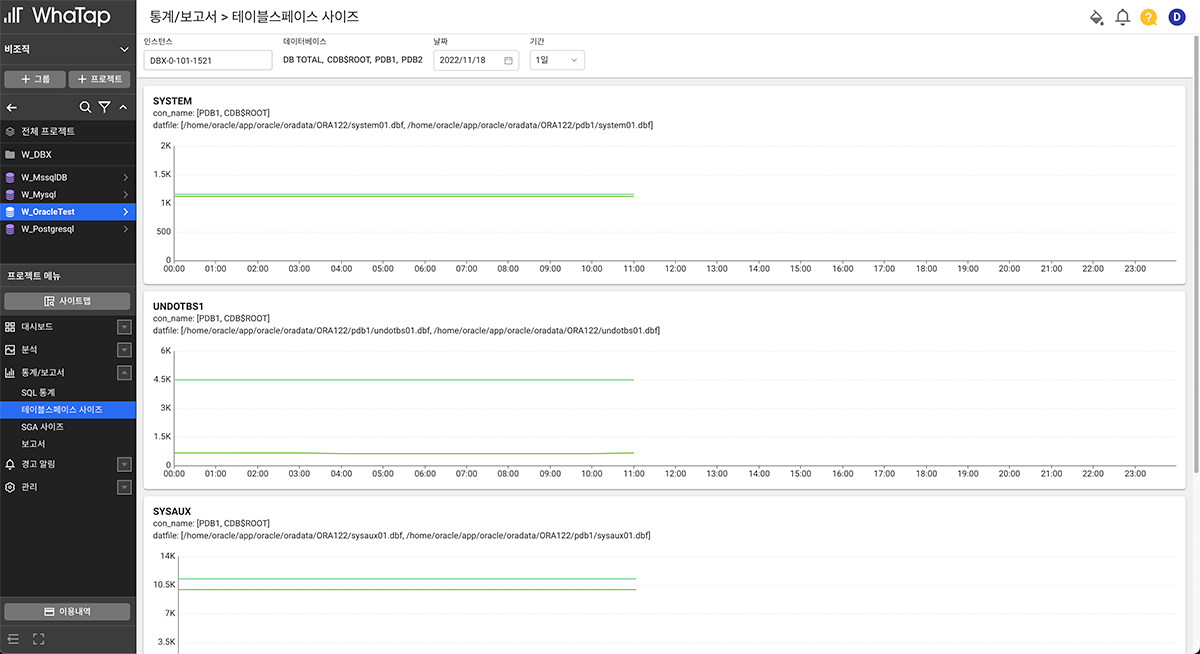 WhaTap
비조직
+ 그룹
+ 프로젝트
전체 프로젝트
W_DBX
W_MssqlDB
W_Mysql
W_OracleTest
W_Postgresql
프로젝트 메뉴
사이트맵
대시보드
분석
통계/보고서
SQL 통계
테이블스페이스 사이즈
SGA 사이즈
보고서
경고 알림
관리
이용내역
통계/보고서 > 테이블스페이스 사이즈
? D
인스턴스 데이터베이스 날짜 기간
DBX-0-101-1521 DB TOTAL, CDB$ROOT, PDB1, PDB2 2022/11/18 1일
SYSTEM
con_name: [PDB1, CDB$ROOT]
datfile: [/home/oracle/app/oracle/oradata/ORA122/system01.dbf, /home/oracle/app/oracle/oradata/ORA122/pdb1/system01.dbf]
2K
1.5K
1K
500
0
00:00 01:00 02:00 03:00 04:00 05:00 06:00 07:00 08:00 09:00 10:00 11:00 12:00 13:00 14:00 15:00 16:00 17:00 18:00 19:00 20:00 21:00 22:00 23:00
UNDOTBS1
con_name: [PDB1, CDB$ROOT]
datfile: [/home/oracle/app/oracle/oradata/ORA122/pdb1/undotbs01.dbf, /home/oracle/app/oracle/oradata/ORA122/undotbs01.dbf]
6K
4.5K
3K
1.5K
0
00:00 01:00 02:00 03:00 04:00 05:00 06:00 07:00 08:00 09:00 10:00 11:00 12:00 13:00 14:00 15:00 16:00 17:00 18:00 19:00 20:00 21:00 22:00 23:00
SYSAUX
con_name: [PDB1, CDB$ROOT]
datfile: [/home/oracle/app/oracle/oradata/ORA122/sysaux01.dbf, /home/oracle/app/oracle/oradata/ORA122/pdb1/sysaux01.dbf]
14K
10.5K
7K
3.5K